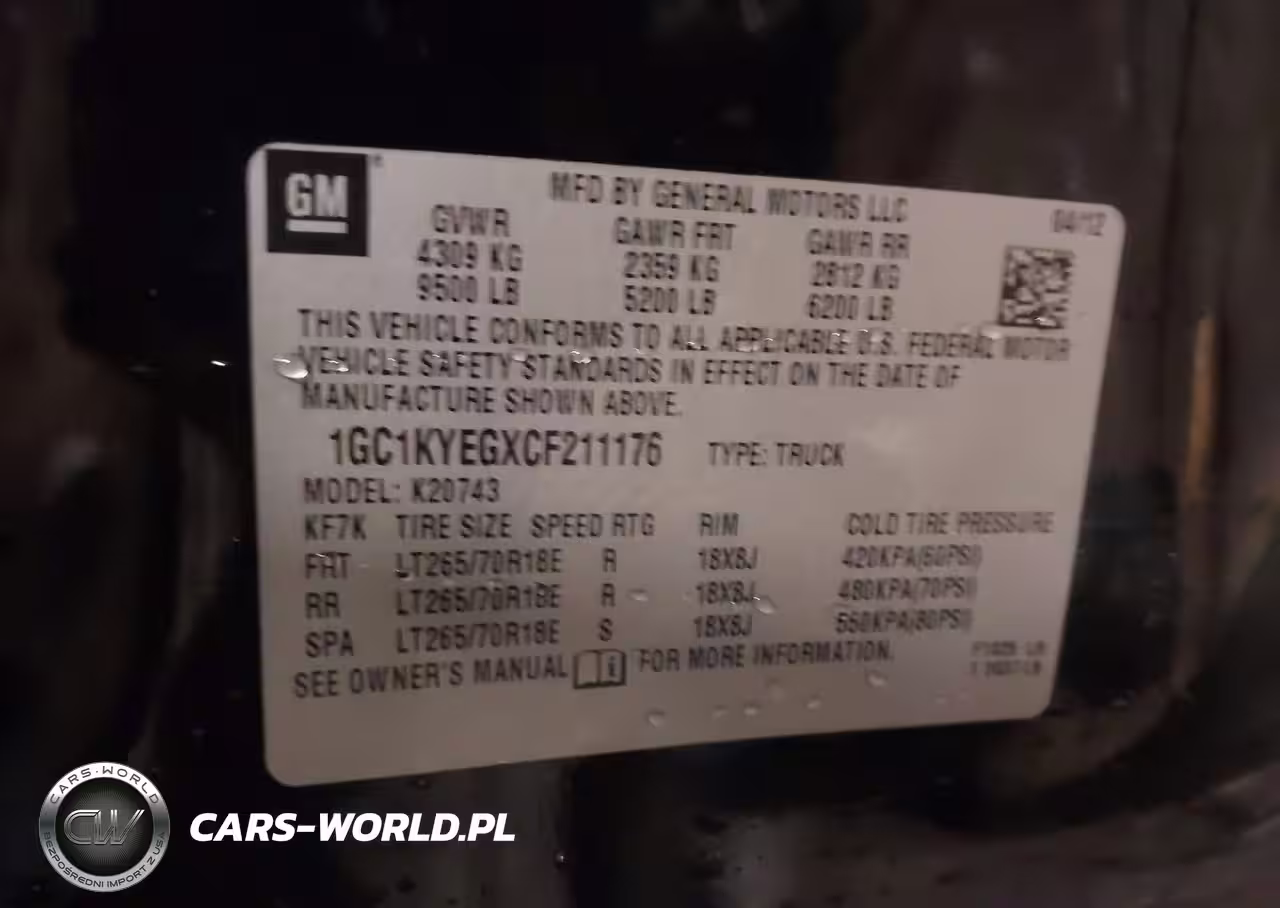 GM
MFD BY GENERAL MOTORS LLC
04/12
GVWR GAWR FRT GAWR RR
4309 KG 2359 KG 2812 KG
9500 LB 5200 LB 6200 LB
THIS VEHICLE CONFORMS TO ALL APPLICABLE U.S. FEDERAL MOTOR
VEHICLE SAFETY STANDARDS IN EFFECT ON THE DATE OF
MANUFACTURE SHOWN ABOVE.
1GC1KYEGXCF211176 TYPE: TRUCK
MODEL: K20743
KF7K TIRE SIZE SPEED RTG RIM COLD TIRE PRESSURE
FRT LT265/70R18E R 18X8J 420KPA(60PSI)
RR LT265/70R18E R 18X8J 480KPA(70PSI)
SPA LT265/70R18E S 18X8J 550KPA(80PSI)
SEE OWNER'S MANUAL i FOR MORE INFORMATION.
CARS-WORLD
CW
BEZPOŚREDNI IMPORT Z USA
CARS-WORLD.PL